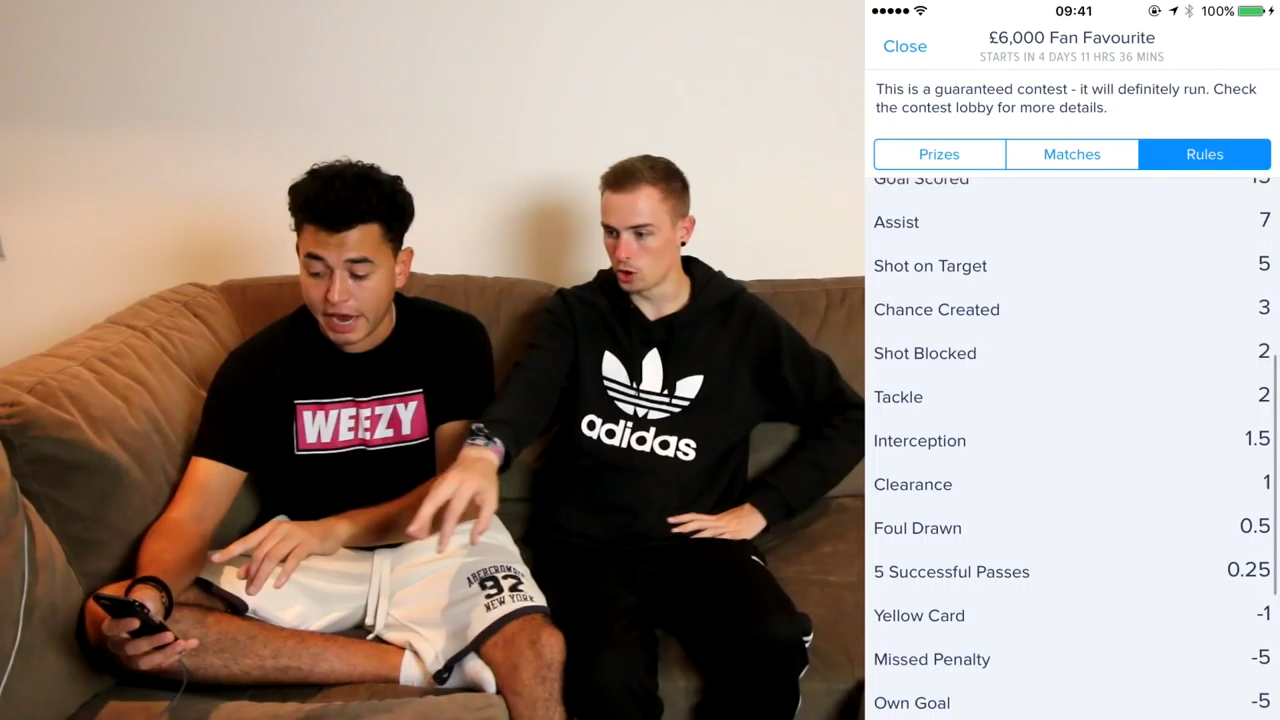 WEEZY
adidas
ABERCROMBIE
92
NEW YORK
09:41
100%
Close
£6,000 Fan Favourite
STARTS IN 4 DAYS 11 HRS 36 MINS
This is a guaranteed contest - it will definitely run. Check
the contest lobby for more details.
Prizes Matches Rules
Goal Scored 15
Assist 7
Shot on Target 5
Chance Created 3
Shot Blocked 2
Tackle 2
Interception 1.5
Clearance 1
Foul Drawn 0.5
5 Successful Passes 0.25
Yellow Card -1
Missed Penalty -5
Own Goal -5